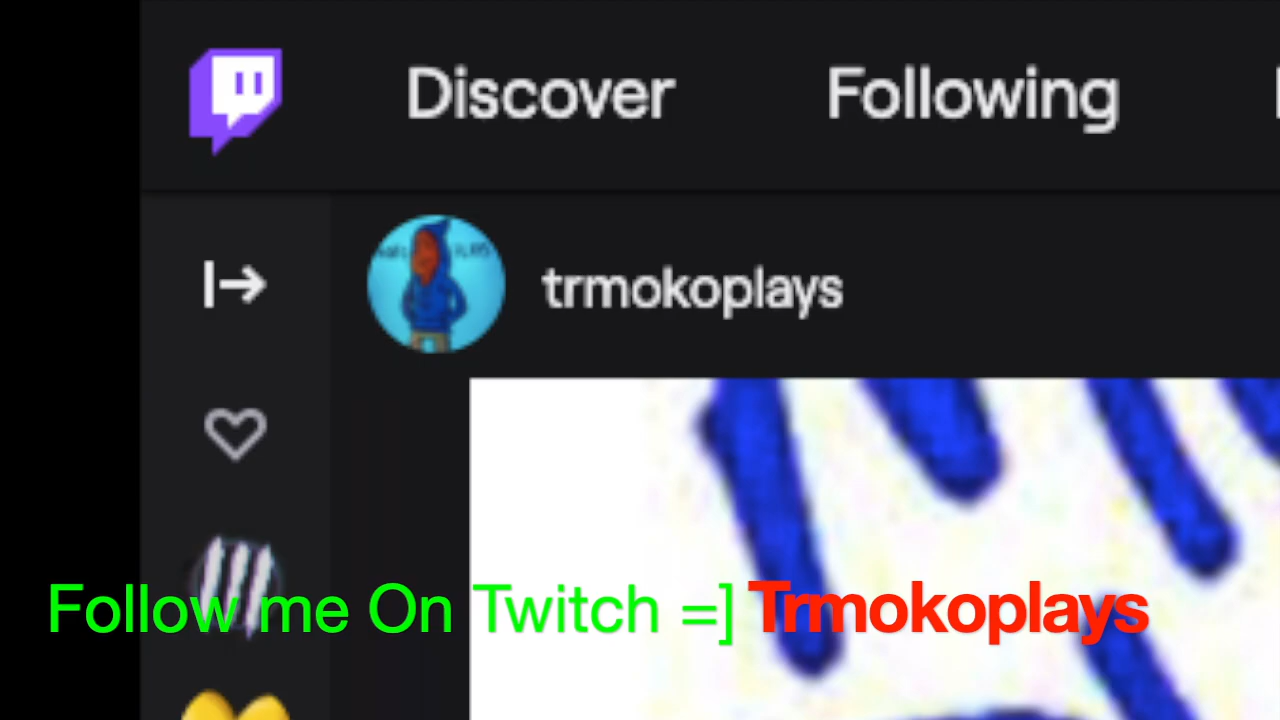 Discover Following
trmokoplays
Follow me On Twitch =] Trmokoplays